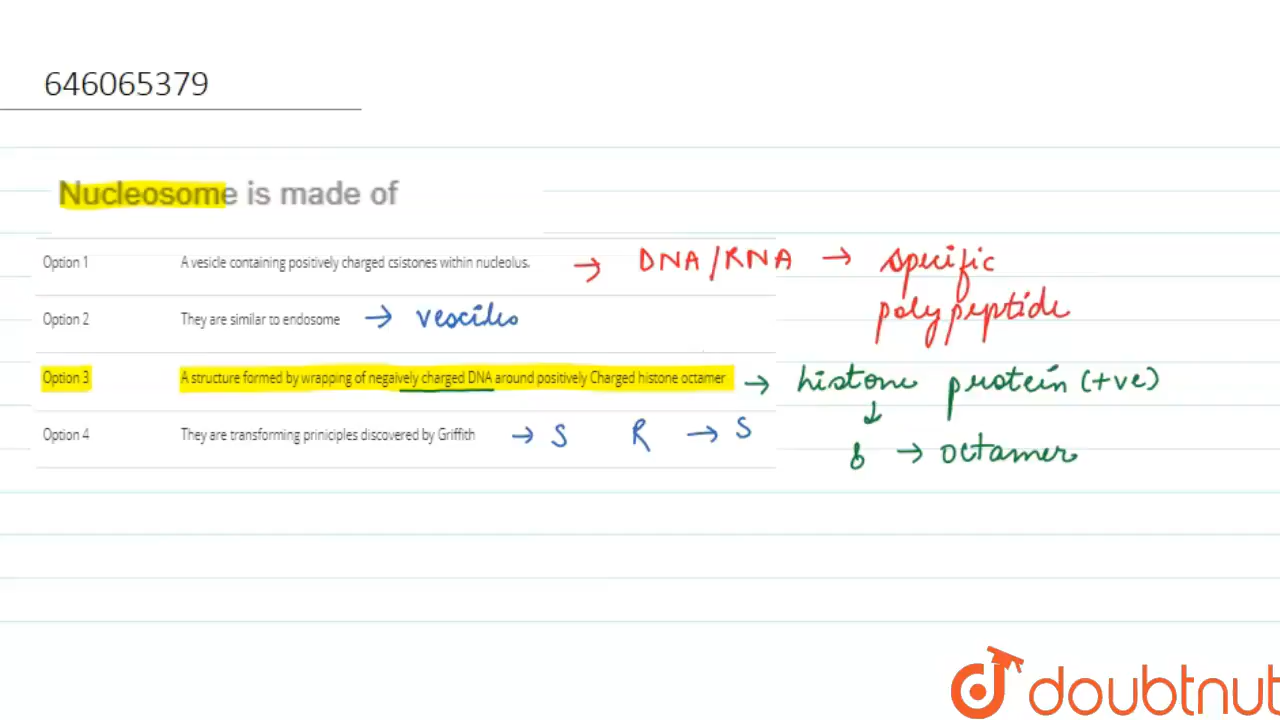 646065379
Nucleosome is made of
Option 1 A vesicle containing positively charged csistones within nucleolus. → DNA/RNA → specific
polypeptide
Option 2 They are similar to endosome → vesciles
Option 3 A structure formed by wrapping of negaively charged DNA around positively Charged histone octamer → histone protein (+ve)
↓
Option 4 They are transforming priniciples discovered by Griffith → S R → S
8 → octamer
doubtnut